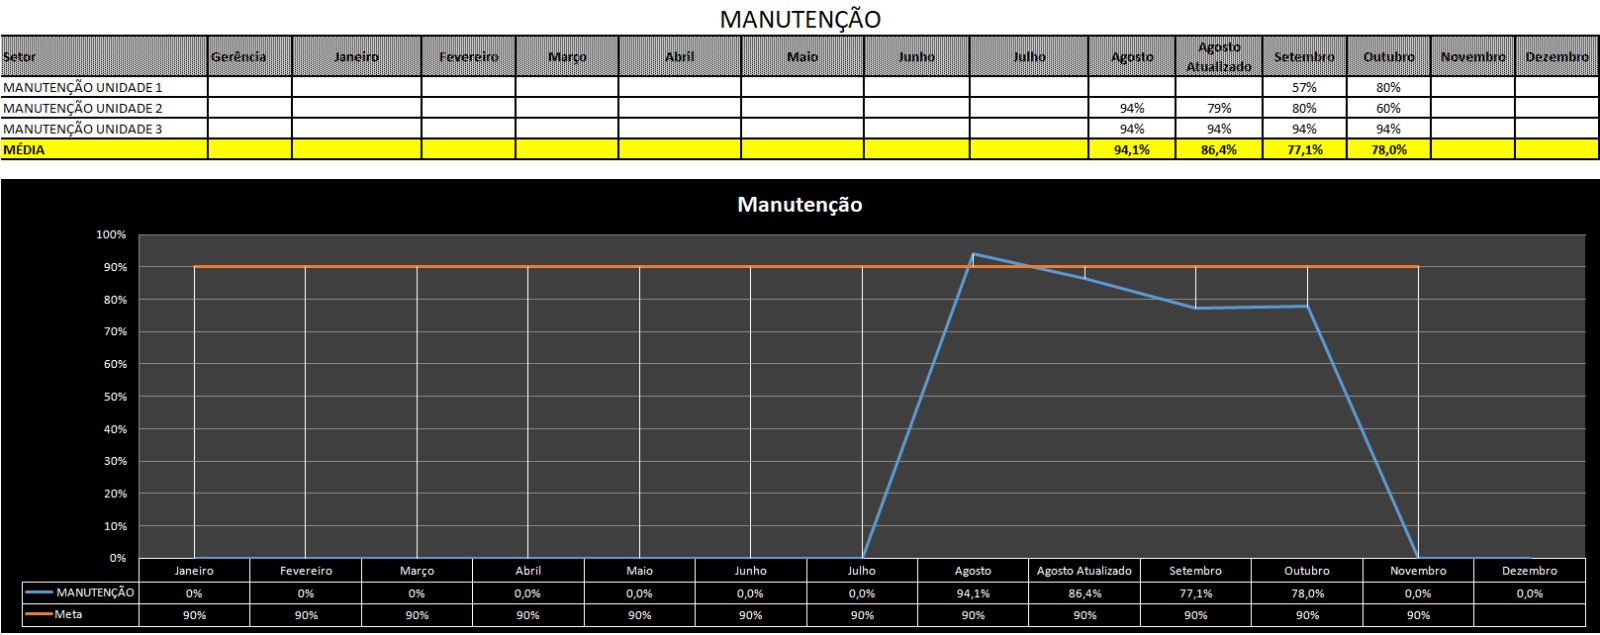 MANUTENÇÃO
Setor Gerência Janeiro Fevereiro Março Abril Maio Junho Julho Agosto Agosto Atualizado Setembro Outubro Novembro Dezembro
MANUTENÇÃO UNIDADE 1 57% 80%
MANUTENÇÃO UNIDADE 2 94% 79% 80% 60%
MANUTENÇÃO UNIDADE 3 94% 94% 94% 94%
MÉDIA 94,1% 86,4% 77,1% 78,0%
Manutenção
100%
90%
80%
70%
60%
50%
40%
30%
20%
10%
0%
Janeiro Fevereiro Março Abril Maio Junho Julho Agosto Agosto Atualizado Setembro Outubro Novembro Dezembro
MANUTENÇÃO 0% 0% 0% 0,0% 0,0% 0,0% 0,0% 94,1% 86,4% 77,1% 78,0% 0,0% 0,0%
Meta 90% 90% 90% 90% 90% 90% 90% 90% 90% 90% 90% 90%